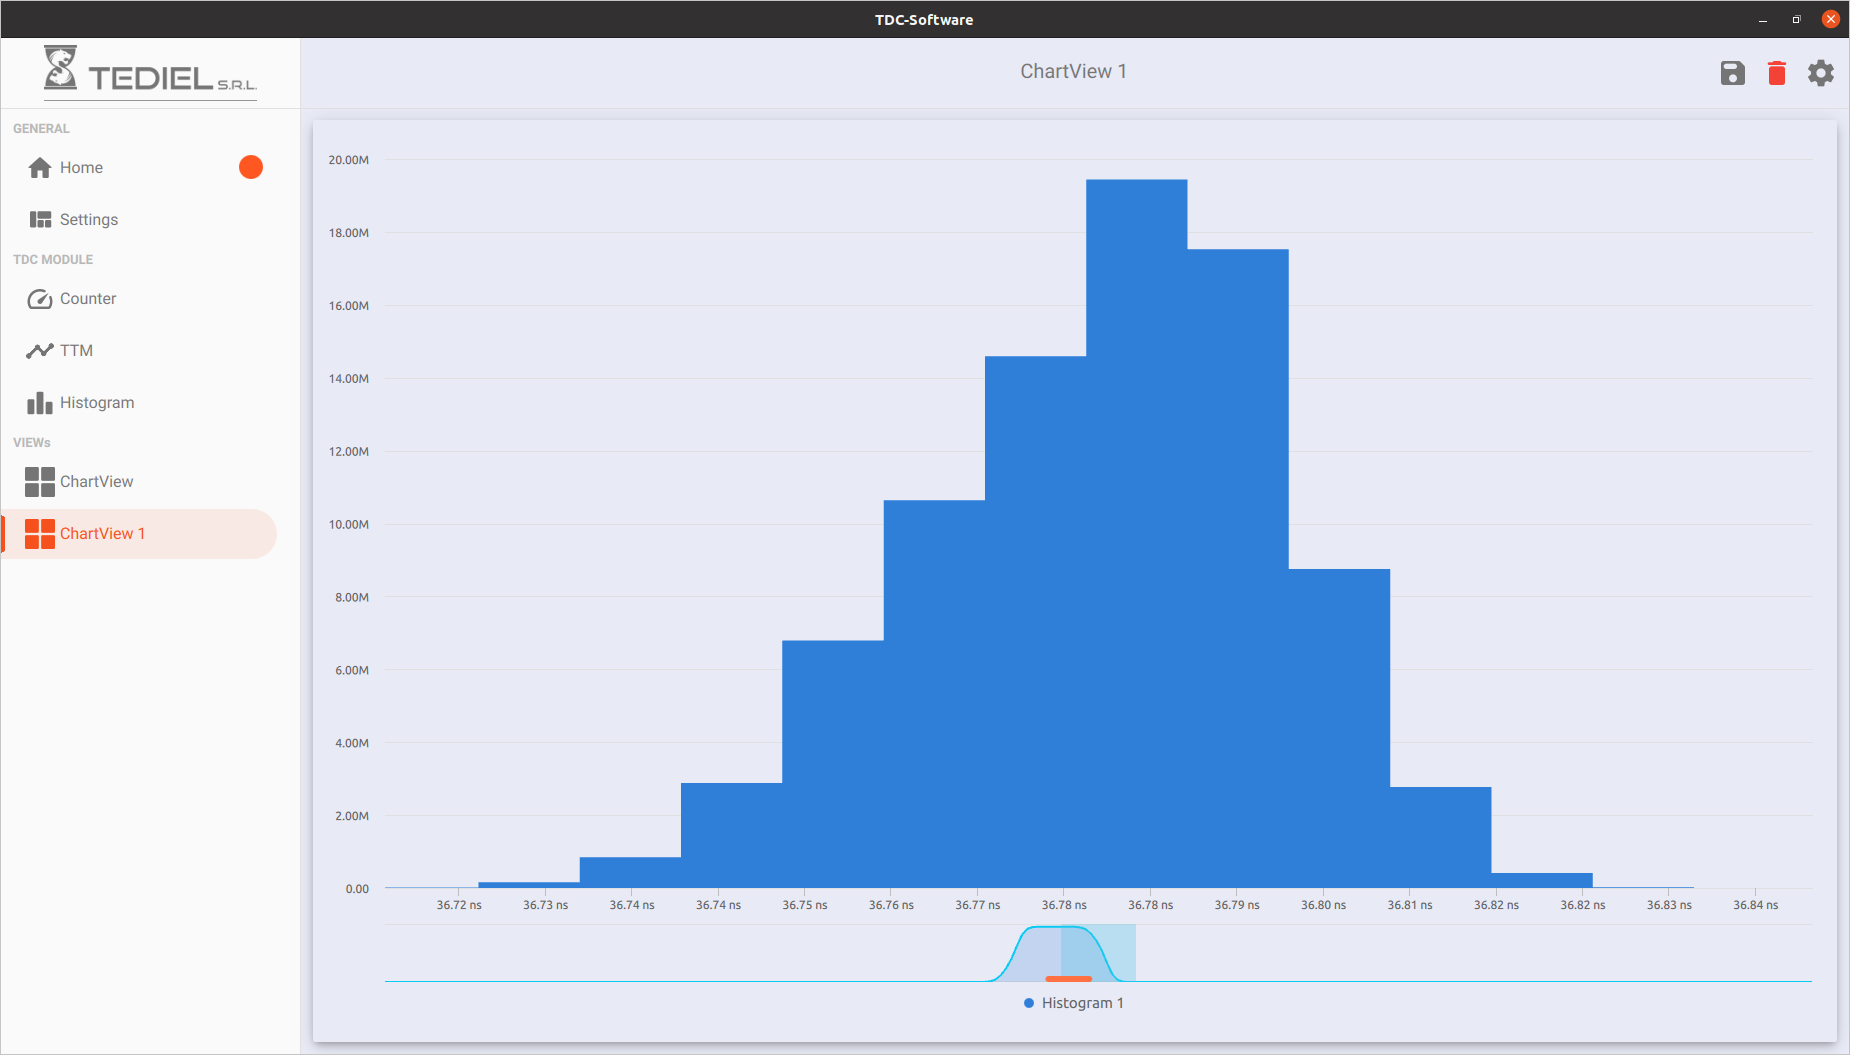 TDC-Software
TEDIEL S.R.L.
ChartView 1
GENERAL
Home
Settings
TDC MODULE
Counter
TTM
Histogram
VIEWs
ChartView
ChartView 1
20.00M
18.00M
16.00M
14.00M
12.00M
10.00M
8.00M
6.00M
4.00M
2.00M
0.00
36.72 ns 36.73 ns 36.74 ns 36.74 ns 36.75 ns 36.76 ns 36.77 ns 36.78 ns 36.78 ns 36.79 ns 36.80 ns 36.81 ns 36.82 ns 36.82 ns 36.83 ns 36.84 ns
Histogram 1